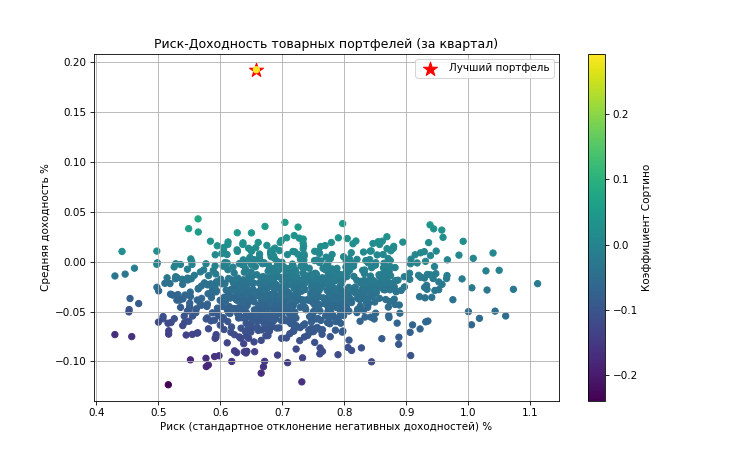 Риск-Доходность товарных портфелей (за квартал)
Лучший портфель
0.20
0.15
0.10
0.05
0.00
−0.05
−0.10
Средняя доходность %
0.4 0.5 0.6 0.7 0.8 0.9 1.0 1.1
Риск (стандартное отклонение негативных доходностей) %
0.2
0.1
0.0
−0.1
−0.2
Коэффициент Сортино